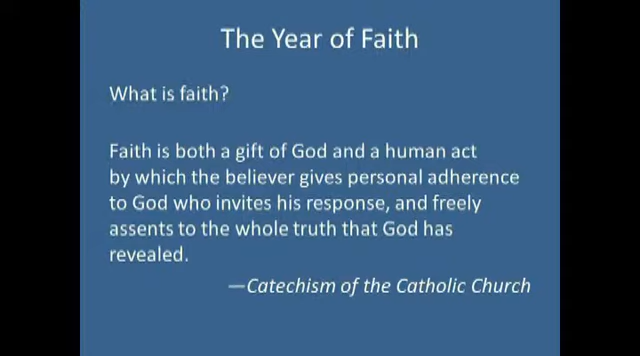 The Year of Faith
What is faith?
Faith is both a gift of God and a human act
by which the believer gives personal adherence
to God who invites his response, and freely
assents to the whole truth that God has
revealed.
—Catechism of the Catholic Church